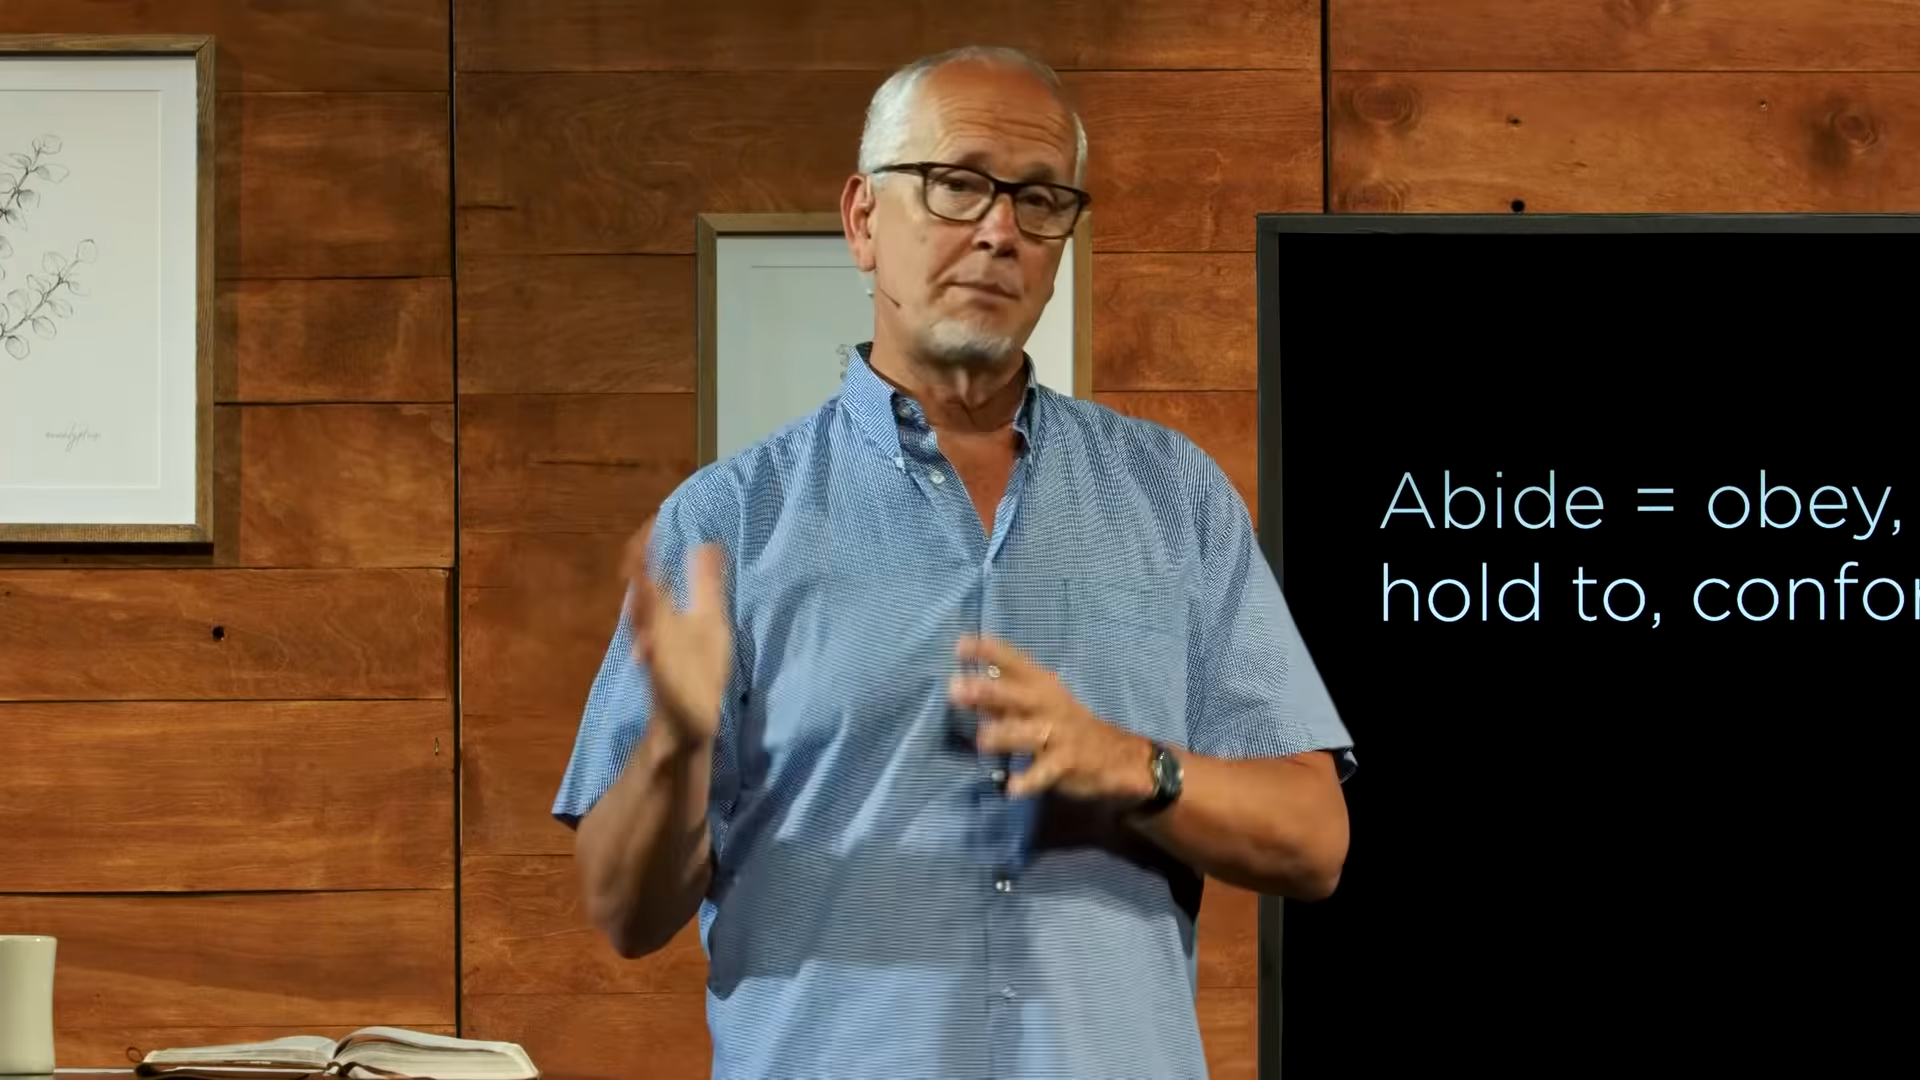 Abide = obey,
hold to, confor